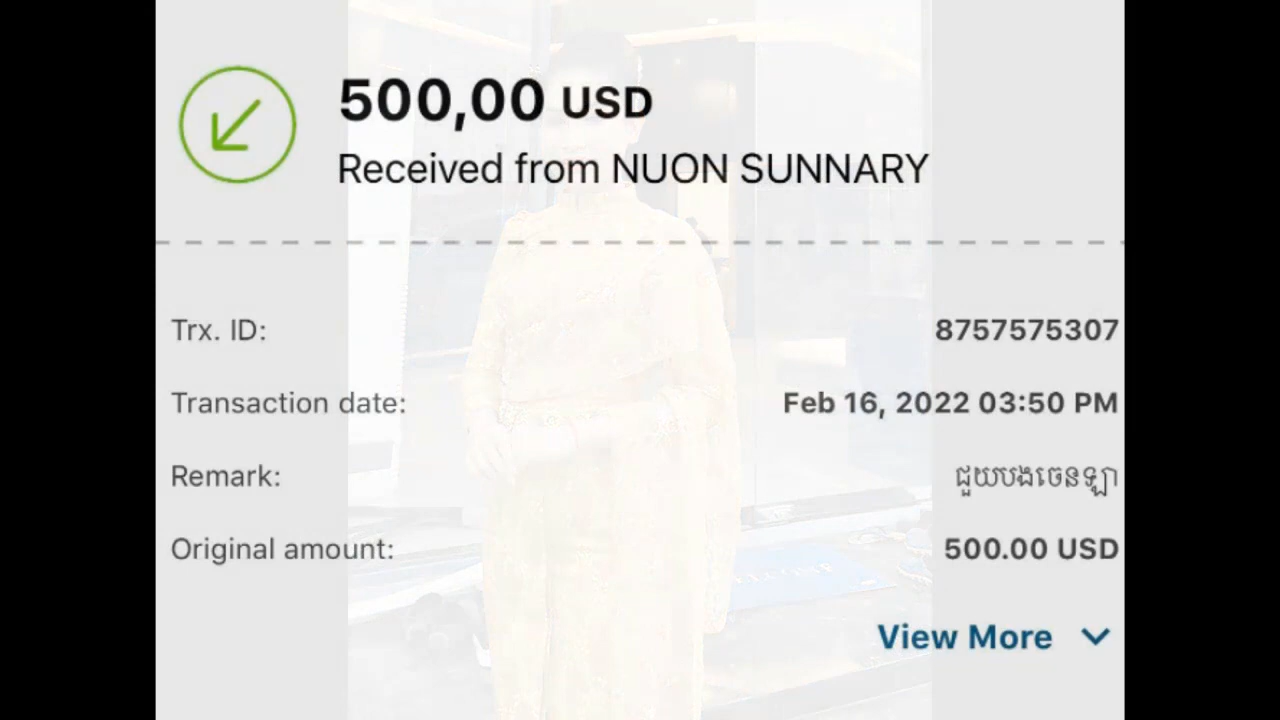 500,00 USD
Received from NUON SUNNARY
Trx. ID: 8757575307
Transaction date: Feb 16, 2022 03:50 PM
Remark: ជួយបងចេនឡា
Original amount: 500.00 USD
View More